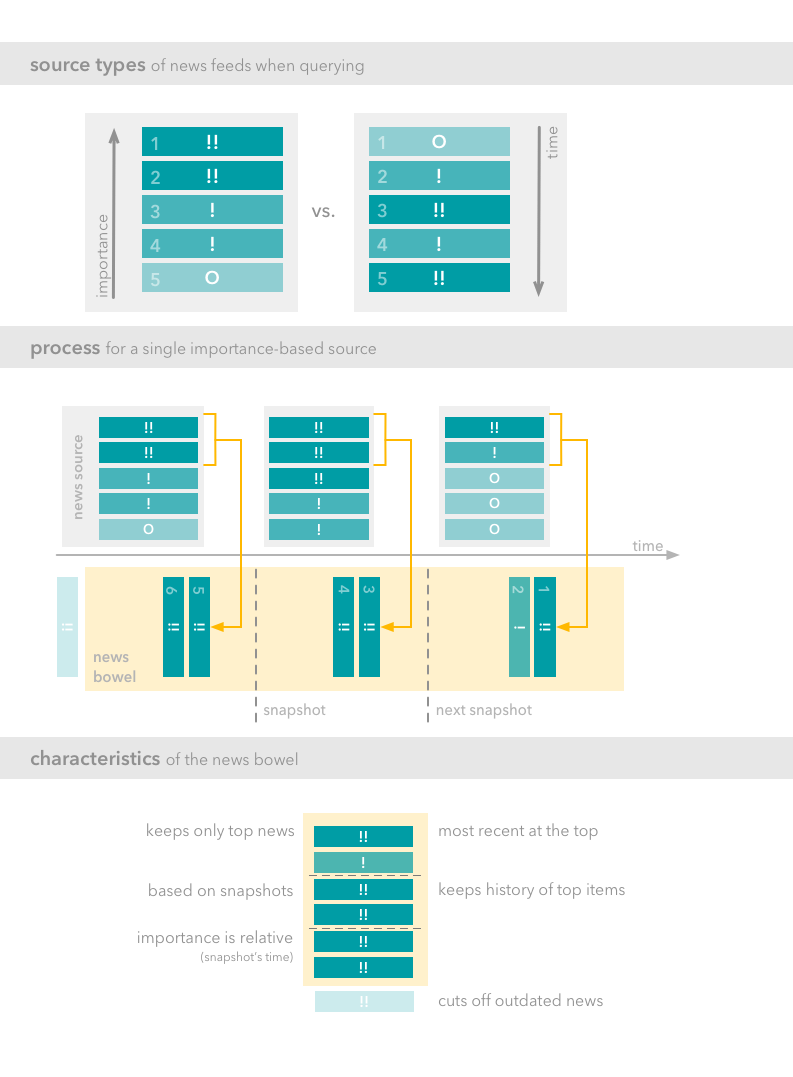 source types of news feeds when querying
importance
1 !!
2 !!
3 !
4 !
5 O
vs.
1 O
2 !
3 !!
4 !
5 !!
time
process for a single importance-based source
news source
!!
!!
!
!
O
!!
!!
!!
!
!
!!
!
O
O
O
time
!!
6 !!
5 !!
4 !!
3 !!
2 !
1 !!
news
bowel
snapshot
next snapshot
characteristics of the news bowel
keeps only top news
!!
most recent at the top
!
based on snapshots
!!
keeps history of top items
!!
importance is relative
(snapshot's time)
!!
!!
!!
cuts off outdated news